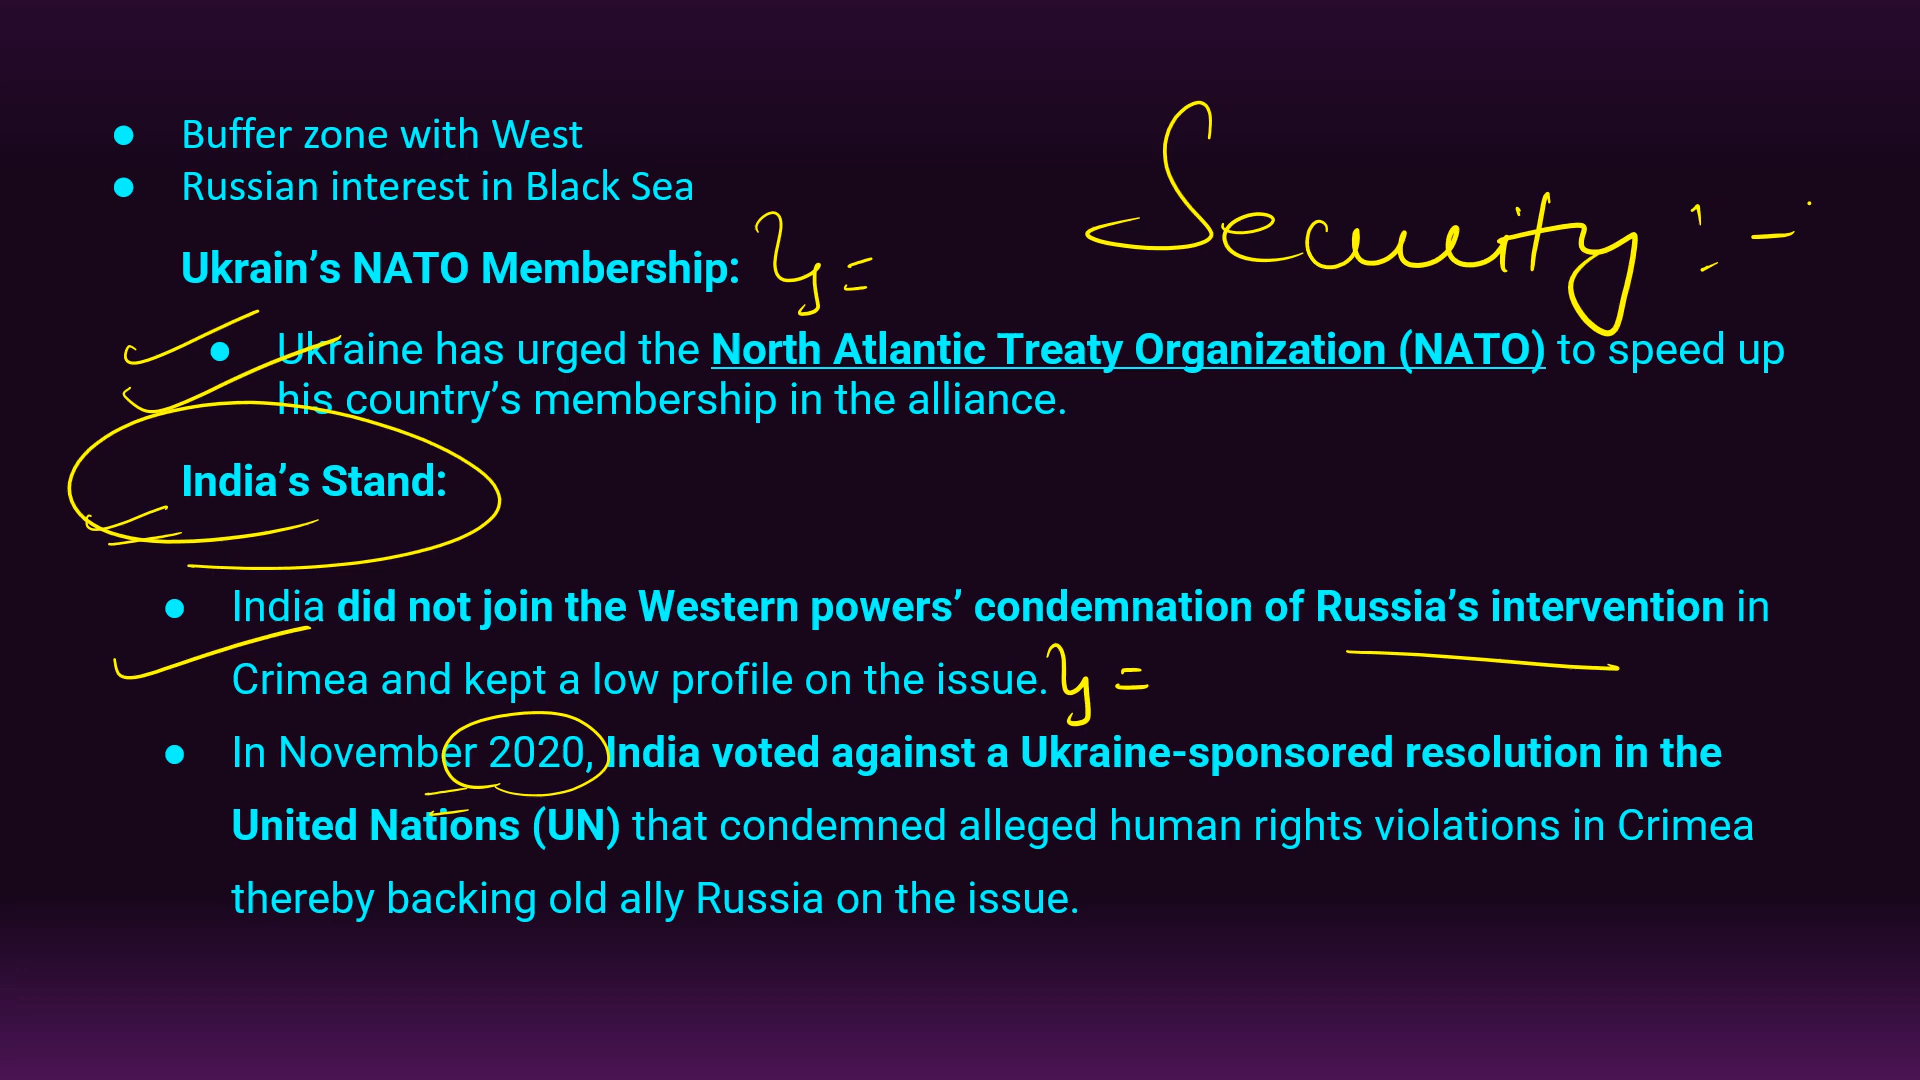 ● Buffer zone with West
● Russian interest in Black Sea
Security :-
Ukrain’s NATO Membership:
● Ukraine has urged the North Atlantic Treaty Organization (NATO) to speed up
his country’s membership in the alliance.
India’s Stand:
● India did not join the Western powers’ condemnation of Russia’s intervention in
Crimea and kept a low profile on the issue.
● In November 2020, India voted against a Ukraine-sponsored resolution in the
United Nations (UN) that condemned alleged human rights violations in Crimea
thereby backing old ally Russia on the issue.